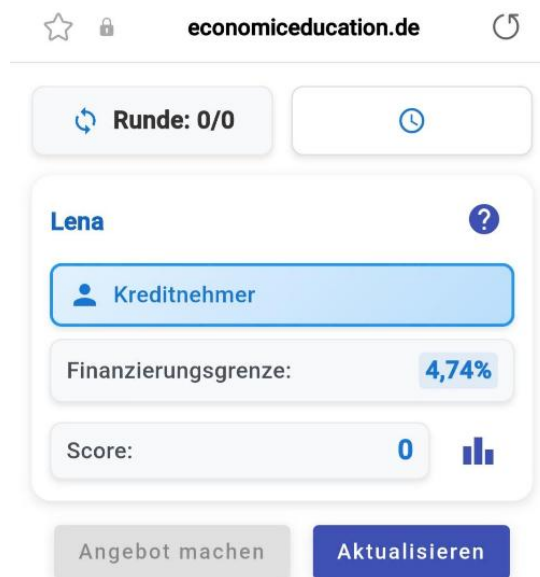 economiceducation.de
Runde: 0/0
Lena
?
Kreditnehmer
Finanzierungsgrenze: 4,74%
Score: 0
Angebot machen Aktualisieren